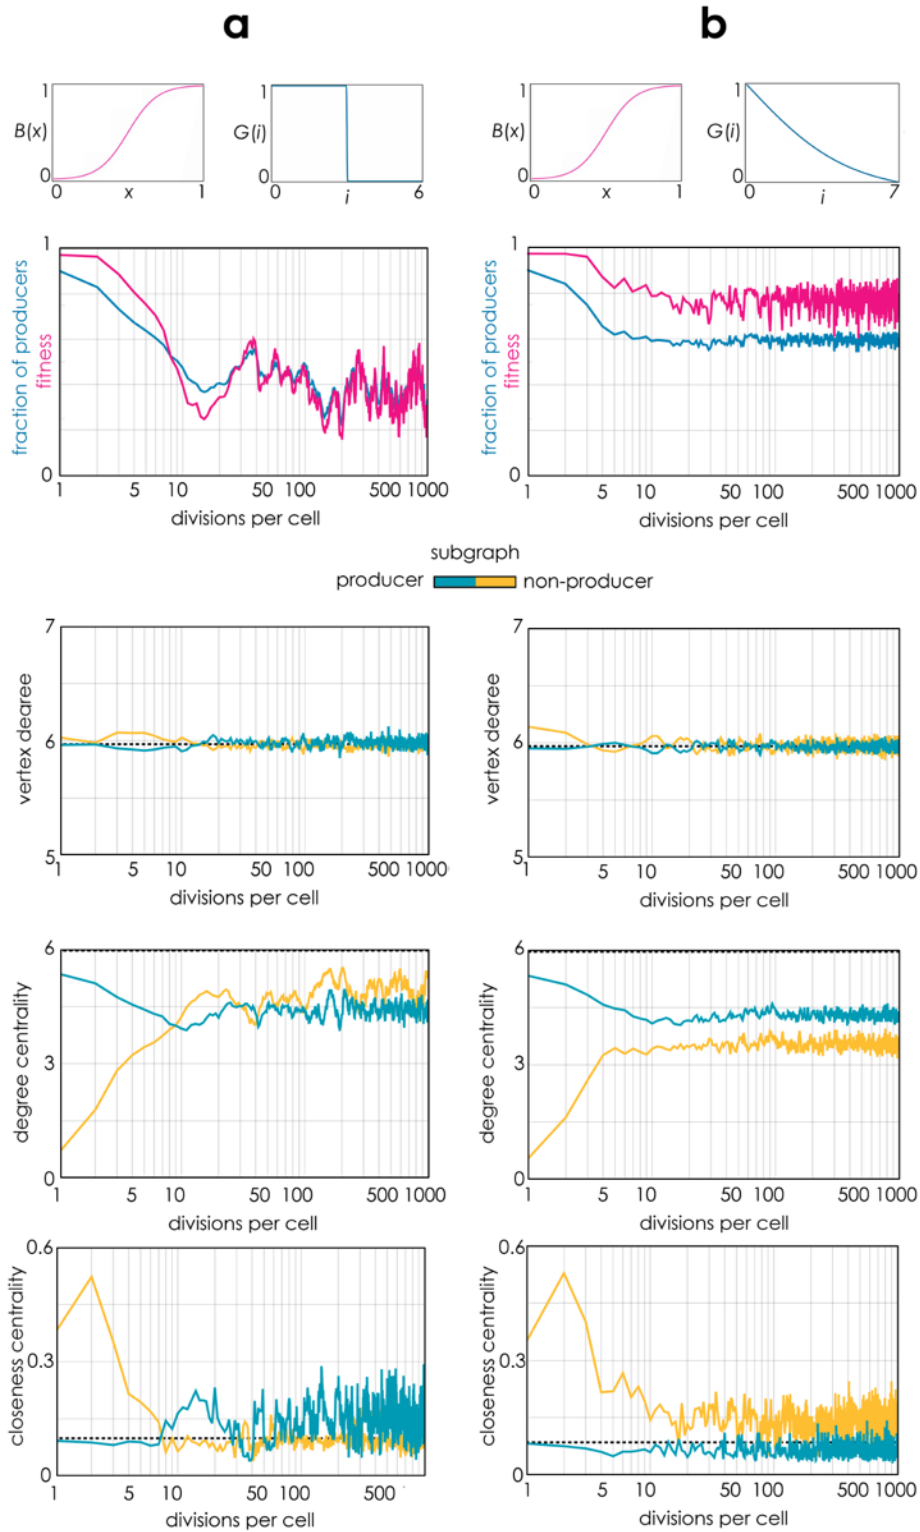 a b
1 1 1 1
B(x) G(i) B(x) G(i)
0 0 0 0
0 x 1 0 i 6 0 x 1 0 i 7
1 1
fraction of producers
fitness
fraction of producers
fitness
0 0
1 5 10 50 100 500 1000 1 5 10 50 100 500 1000
divisions per cell divisions per cell
subgraph
producer non-producer
7 7
vertex dearee vertex dearee
6 6
5 5
1 5 10 50 100 500 1000 1 5 10 50 100 500 1000
divisions per cell divisions per cell
6 6
degree centrality degree centrality
3 3
0 0
1 5 10 50 100 500 1000 1 5 10 50 100 500 1000
divisions per cell divisions per cell
0.6 0.6
closeness centrality closeness centrality
0.3 0.3
0 0
1 5 10 50 100 500 1 5 10 50 100 500 1000
divisions per cell divisions per cell